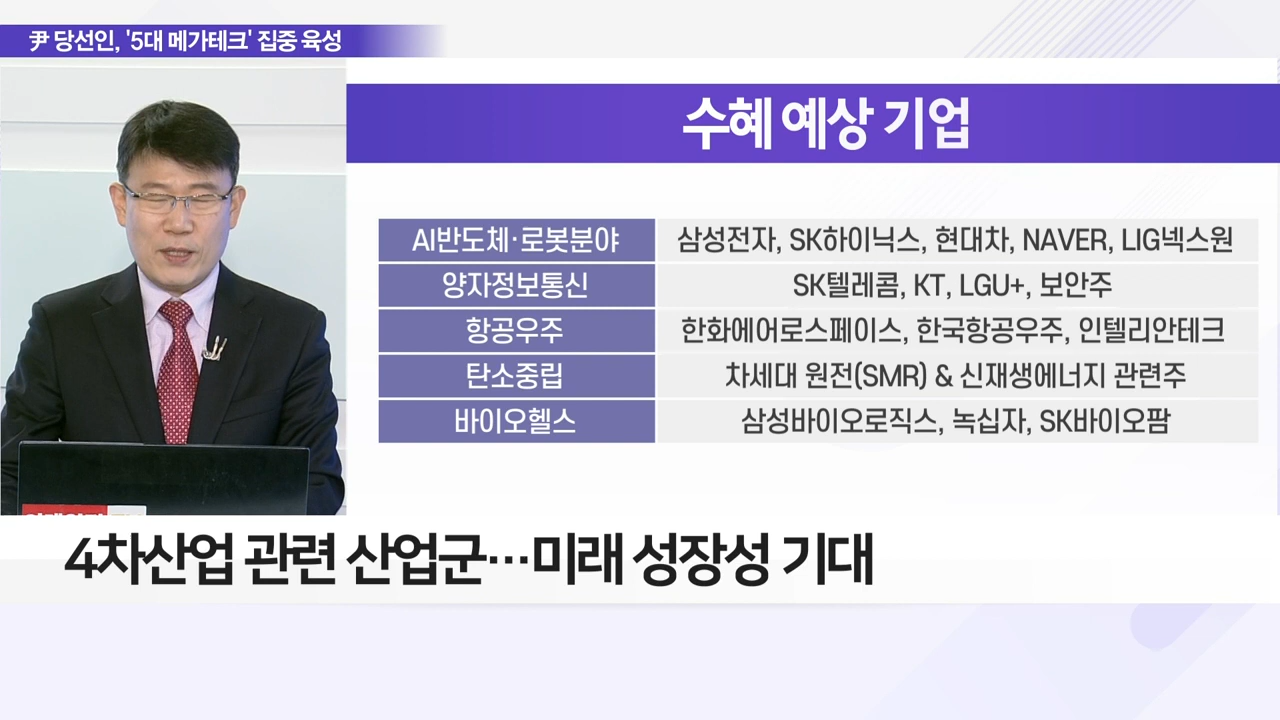 尹 당선인, '5대 메가테크' 집중 육성
수혜 예상 기업
AI반도체·로봇분야 삼성전자, SK하이닉스, 현대차, NAVER, LIG넥스원
양자정보통신 SK텔레콤, KT, LGU+, 보안주
항공우주 한화에어로스페이스, 한국항공우주, 인텔리안테크
탄소중립 차세대 원전(SMR) & 신재생에너지 관련주
바이오헬스 삼성바이오로직스, 녹십자, SK바이오팜
4차산업 관련 산업군…미래 성장성 기대